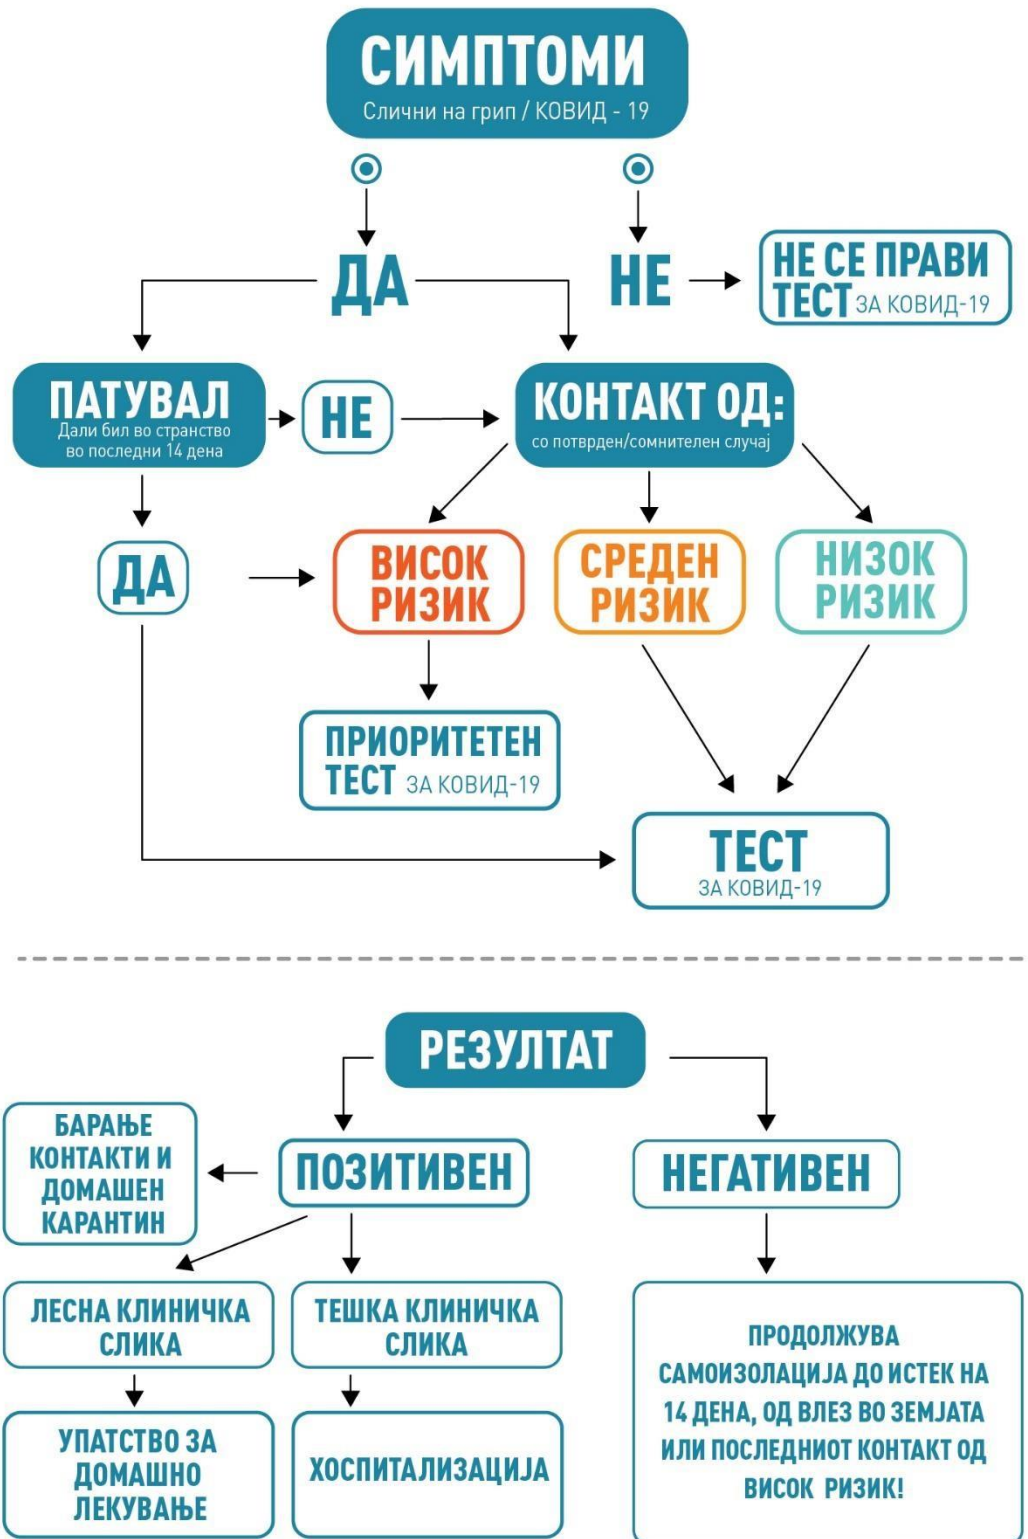 СИМПТОМИ
Слични на грип / КОВИД - 19
ДА
НЕ
НЕ СЕ ПРАВИ
ТЕСТ ЗА КОВИД-19
ПАТУВАЛ
Дали бил во странство
во последни 14 дена
НЕ
КОНТАКТ ОД:
со потврден/сомнителен случај
ДА
ВИСОК
РИЗИК
СРЕДЕН
РИЗИК
НИЗОК
РИЗИК
ПРИОРИТЕТЕН
ТЕСТ ЗА КОВИД-19
ТЕСТ
ЗА КОВИД-19
РЕЗУЛТАТ
БАРАЊЕ
КОНТАКТИ И
ДОМАШЕН
КАРАНТИН
ПОЗИТИВЕН
НЕГАТИВЕН
ЛЕСНА КЛИНИЧКА
СЛИКА
ТЕШКА КЛИНИЧКА
СЛИКА
УПАТСТВО ЗА
ДОМАШНО
ЛЕКУВАЊЕ
ХОСПИТАЛИЗАЦИЈА
ПРОДОЛЖУВА
САМОИЗОЛАЦИЈА ДО ИСТЕК НА
14 ДЕНА, ОД ВЛЕЗ ВО ЗЕМЈАТА
ИЛИ ПОСЛЕДНИОТ КОНТАКТ ОД
ВИСОК РИЗИК!